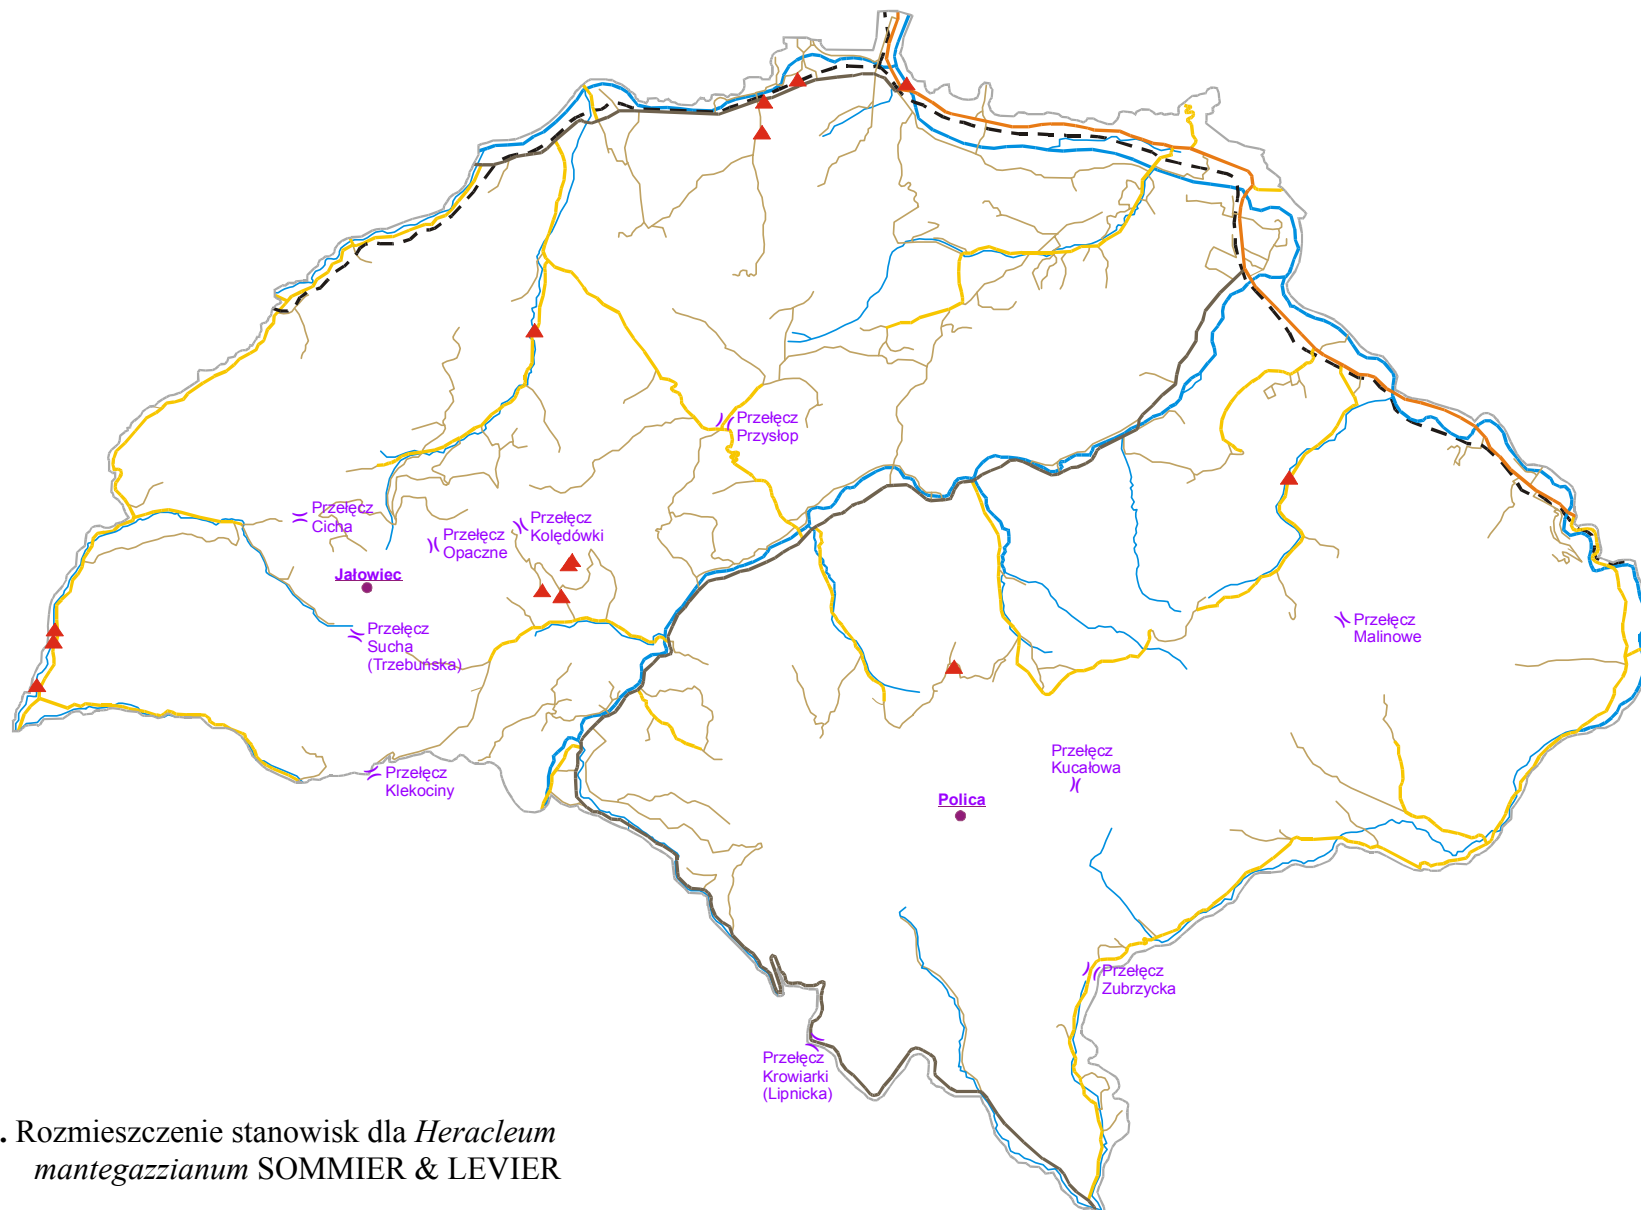 Przełęcz
Przysłop
Przełęcz
Cicha
Przełęcz
Opaczne
Przełęcz
Kolędówki
Jałowiec
Przełęcz
Sucha
(Trzebuńska)
Przełęcz
Malinowe
Przełęcz
Klekociny
Przełęcz
Kucałowa
Polica
Przełęcz
Zubrzycka
Przełęcz
Krowiarki
(Lipnicka)
. Rozmieszczenie stanowisk dla Heracleum
mantegazzianum SOMMIER & LEVIER